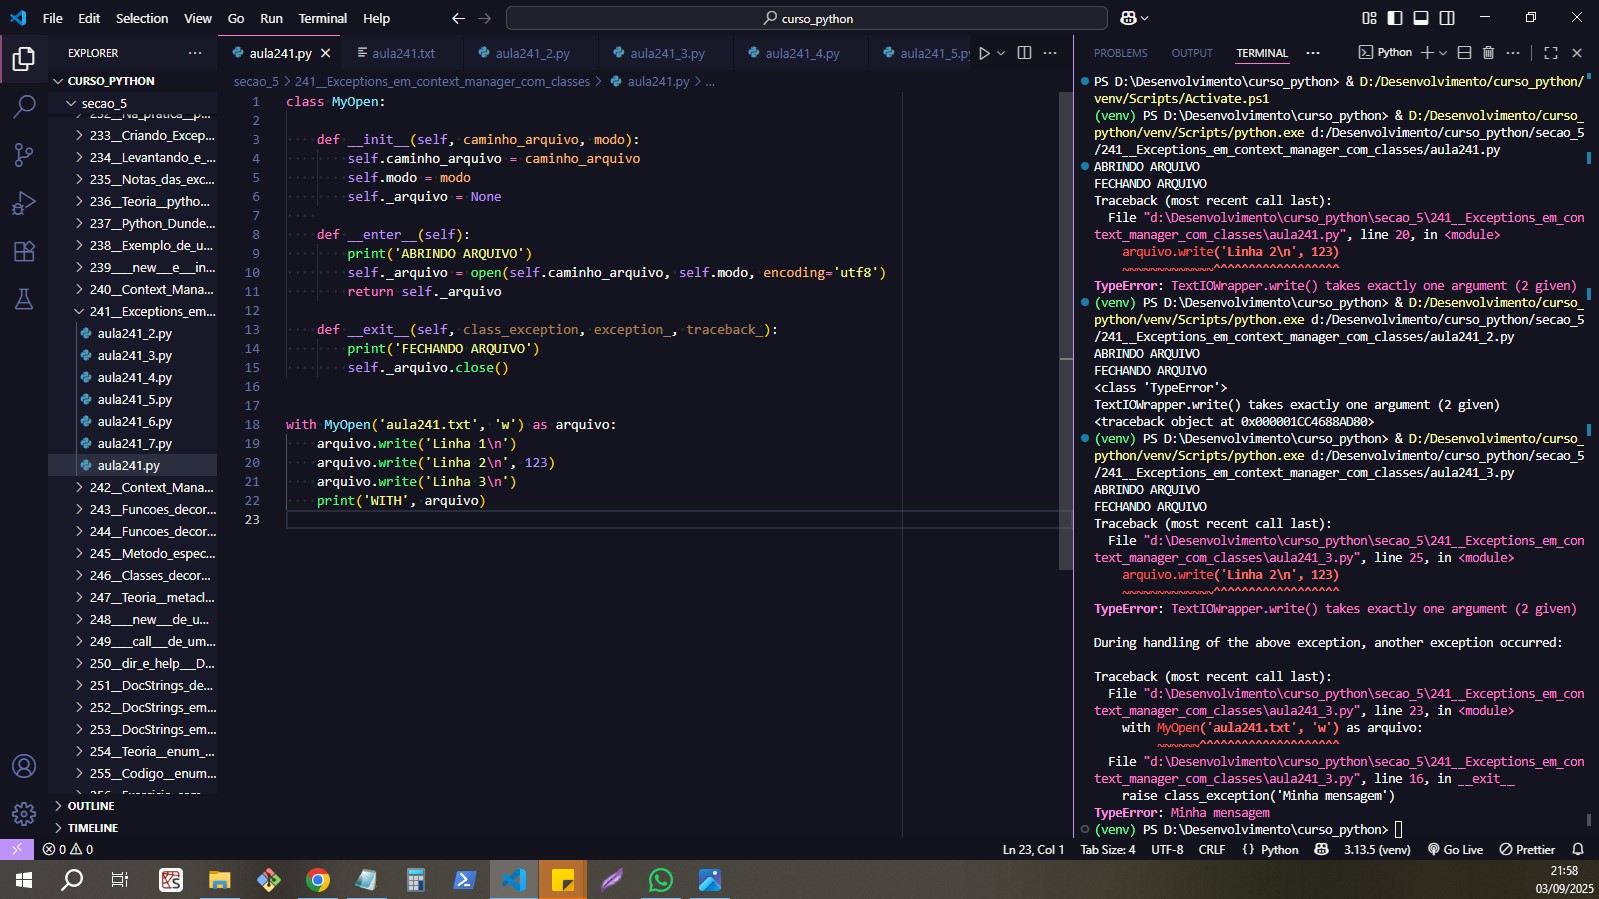 File Edit Selection View Go Run Terminal Help
curso_python
EXPLORER
CURSO_PYTHON
secao_5
233__Criando_Excep...
234__Levantando_e_...
235__Notas_das_exc...
236__Teoria__pytho...
237__Python_Dunde...
238__Exemplo_de_u...
239____new__e__in...
240__Context_Mana...
241__Exceptions_em...
aula241_2.py
aula241_3.py
aula241_4.py
aula241_5.py
aula241_6.py
aula241_7.py
aula241.py
242__Context_Mana...
243__Funcoes_decor...
244__Funcoes_decor...
245__Metodo_espec...
246__Classes_decor...
247__Teoria__metacl...
248____new___de_u...
249____call___de_um...
250__dir_e_help___D...
251__DocStrings_de...
252__DocStrings_em...
253__DocStrings_em...
254__Teoria__enum_...
255__Codigo__enum...
OUTLINE
TIMELINE
aula241.py aula241.txt aula241_2.py aula241_3.py aula241_4.py aula241_5.py
secao_5 > 241__Exceptions_em_context_manager_com_classes > aula241.py > ...
1 class MyOpen:
2
3 def __init__(self, caminho_arquivo, modo):
4 self.caminho_arquivo = caminho_arquivo
5 self.modo = modo
6 self._arquivo = None
7
8 def __enter__(self):
9 print('ABRINDO ARQUIVO')
10 self._arquivo = open(self.caminho_arquivo, self.modo, encoding='utf8')
11 return self._arquivo
12
13 def __exit__(self, class_exception, exception_, traceback_):
14 print('FECHANDO ARQUIVO')
15 self._arquivo.close()
16
17
18 with MyOpen('aula241.txt', 'w') as arquivo:
19 arquivo.write('Linha 1\n')
20 arquivo.write('Linha 2\n', 123)
21 arquivo.write('Linha 3\n')
22 print('WITH', arquivo)
23
PROBLEMS OUTPUT TERMINAL ... Python
PS D:\Desenvolvimento\curso_python> & D:/Desenvolvimento/curso_python/
venv/Scripts/Activate.ps1
(venv) PS D:\Desenvolvimento\curso_python> & D:/Desenvolvimento/curso_
python/venv/Scripts/python.exe d:/Desenvolvimento/curso_python/secao_5
/241__Exceptions_em_context_manager_com_classes/aula241.py
ABRINDO ARQUIVO
FECHANDO ARQUIVO
Traceback (most recent call last):
File "d:\Desenvolvimento\curso_python\secao_5\241__Exceptions_em_con
text_manager_com_classes\aula241.py", line 20, in <module>
arquivo.write('Linha 2\n', 123)
~~~~~~~~~~~~~^^^^^^^^^^^^^^^^^^
TypeError: TextIOWrapper.write() takes exactly one argument (2 given)
(venv) PS D:\Desenvolvimento\curso_python> & D:/Desenvolvimento/curso_
python/venv/Scripts/python.exe d:/Desenvolvimento/curso_python/secao_5
/241__Exceptions_em_context_manager_com_classes/aula241_2.py
ABRINDO ARQUIVO
FECHANDO ARQUIVO
<class 'TypeError'>
TextIOWrapper.write() takes exactly one argument (2 given)
<traceback object at 0x000001CC4688AD80>
(venv) PS D:\Desenvolvimento\curso_python> & D:/Desenvolvimento/curso_
python/venv/Scripts/python.exe d:/Desenvolvimento/curso_python/secao_5
/241__Exceptions_em_context_manager_com_classes/aula241_3.py
ABRINDO ARQUIVO
FECHANDO ARQUIVO
Traceback (most recent call last):
File "d:\Desenvolvimento\curso_python\secao_5\241__Exceptions_em_con
text_manager_com_classes\aula241_3.py", line 25, in <module>
arquivo.write('Linha 2\n', 123)
~~~~~~~~~~~~~^^^^^^^^^^^^^^^^^^
TypeError: TextIOWrapper.write() takes exactly one argument (2 given)
During handling of the above exception, another exception occurred:
Traceback (most recent call last):
File "d:\Desenvolvimento\curso_python\secao_5\241__Exceptions_em_con
text_manager_com_classes\aula241_3.py", line 23, in <module>
with MyOpen('aula241.txt', 'w') as arquivo:
~~~~~~^^^^^^^^^^^^^^^^^^^^
File "d:\Desenvolvimento\curso_python\secao_5\241__Exceptions_em_con
text_manager_com_classes\aula241_3.py", line 16, in __exit__
raise class_exception('Minha mensagem')
TypeError: Minha mensagem
(venv) PS D:\Desenvolvimento\curso_python>
0 0 Ln 23, Col 1 Tab Size: 4 UTF-8 CRLF {} Python 3.13.5 (venv) Go Live Prettier
21:58
03/09/2025